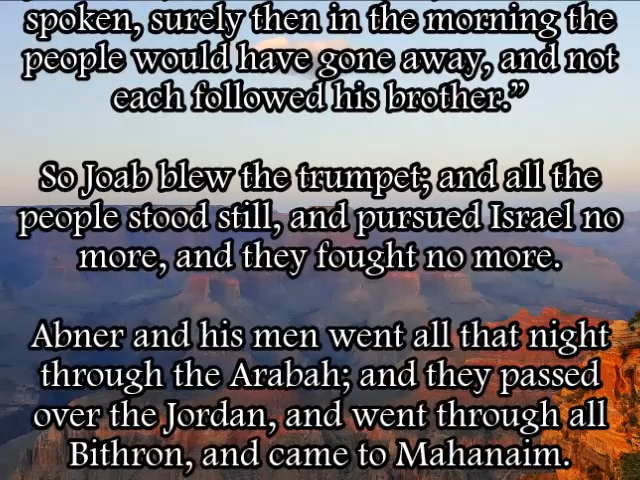 spoken, surely then in the morning the
people would have gone away, and not
each followed his brother.”
So Joab blew the trumpet; and all the
people stood still, and pursued Israel no
more, and they fought no more.
Abner and his men went all that night
through the Arabah; and they passed
over the Jordan, and went through all
Bithron, and came to Mahanaim.